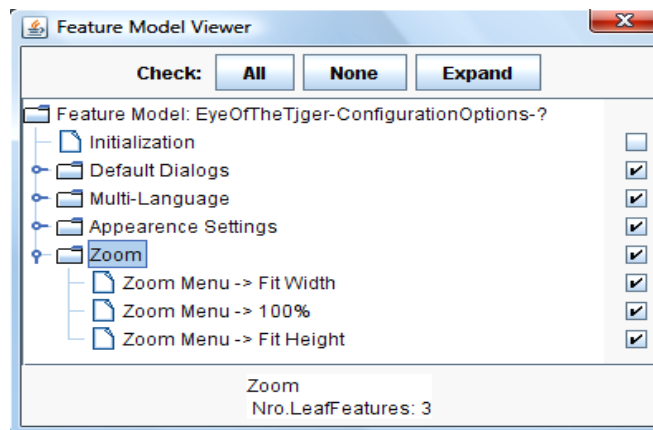 Feature Model Viewer
Check: All None Expand
Feature Model: EyeOfTheTjger-ConfigurationOptions-?
Initialization
Default Dialogs
Multi-Language
Appearence Settings
Zoom
Zoom Menu -> Fit Width
Zoom Menu -> 100%
Zoom Menu -> Fit Height
Zoom
Nro.LeafFeatures: 3